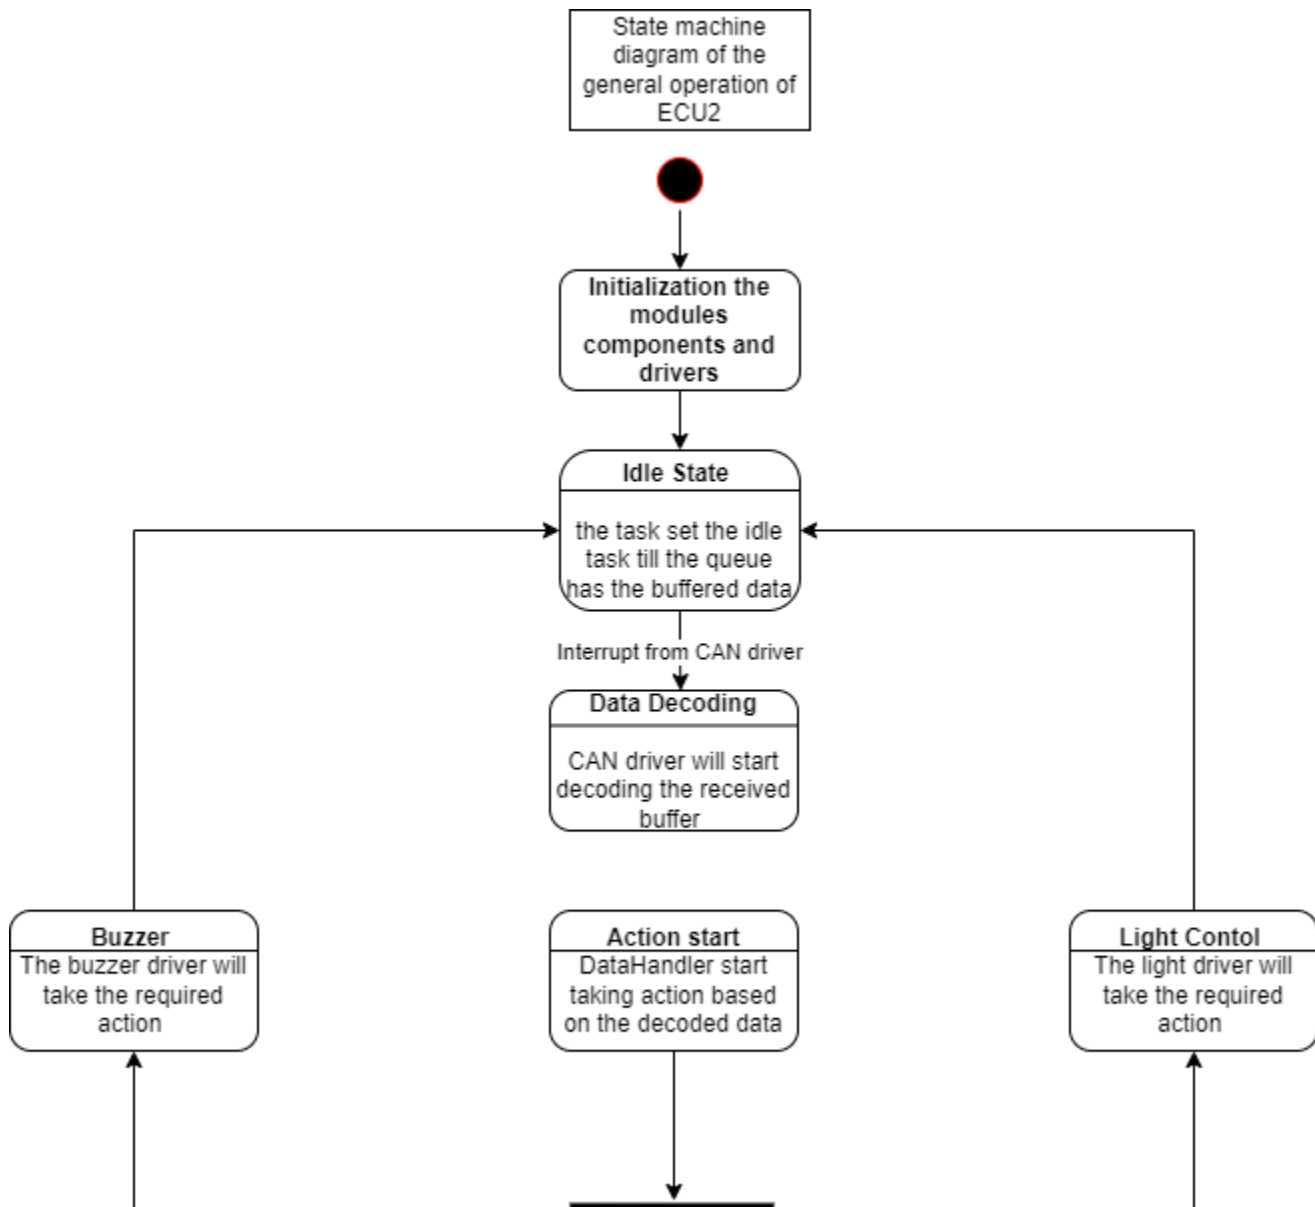 State machine
diagram of the
general operation of
ECU2
Initialization the
modules
components and
drivers
Idle State
the task set the idle
task till the queue
has the buffered data
Interrupt from CAN driver
Data Decoding
CAN driver will start
decoding the received
buffer
Buzzer
The buzzer driver will
take the required
action
Action start
DataHandler start
taking action based
on the decoded data
Light Contol
The light driver will
take the required
action